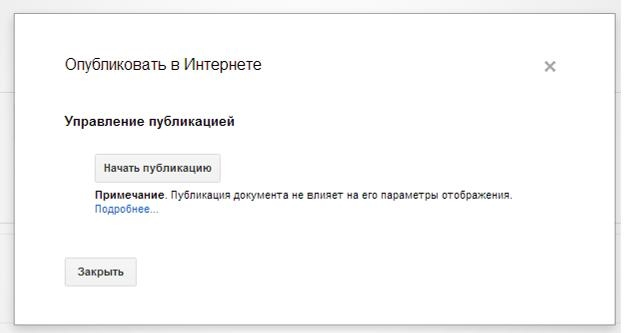 Опубликовать в Интернете
Управление публикацией
Начать публикацию
Примечание. Публикация документа не влияет на его параметры отображения.
Подробнее...
Закрыть